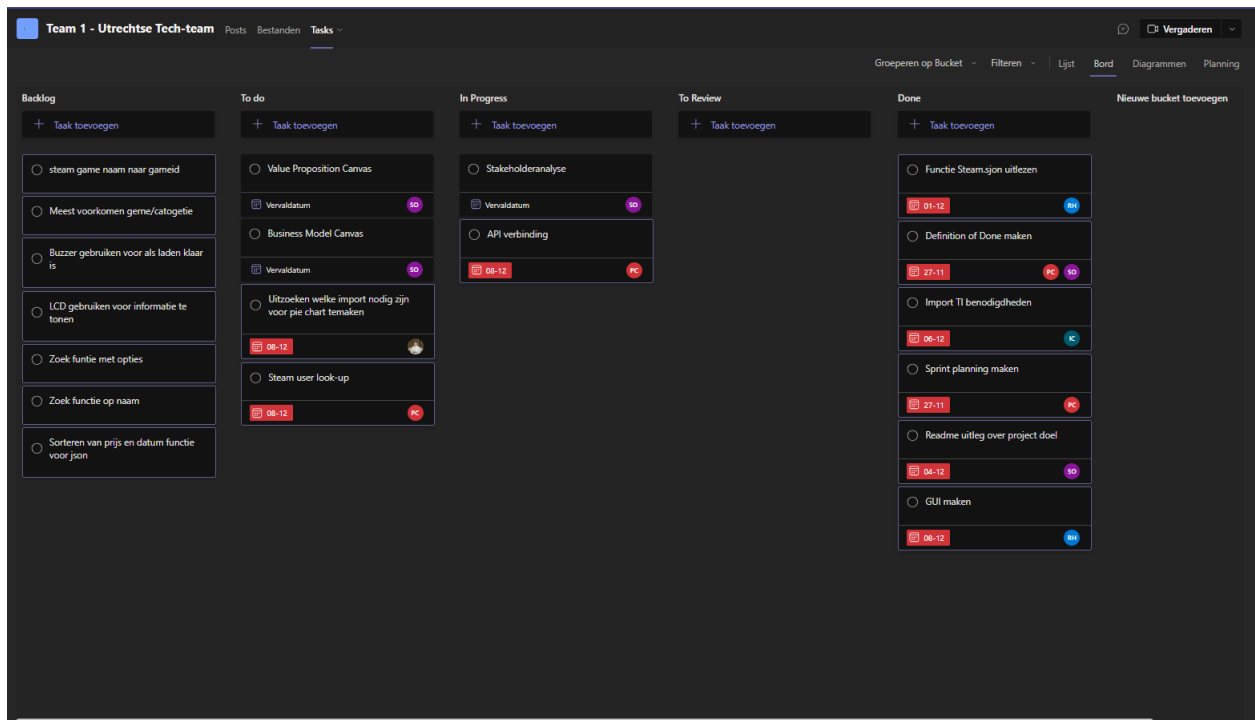 Team 1 - Utrechtse Tech-team Posts Bestanden Tasks
Vergaderen
Groeperen op Bucket Filteren Lijst Bord Diagrammen Planning
Backlog
Taak toevoegen
steam game naam naar gameid
Meest voorkomen gerne/catogetie
Buzzer gebruiken voor als laden klaar
is
LCD gebruiken voor informatie te
tonen
Zoek funtie met opties
Zoek functie op naam
Sorteren van prijs en datum functie
voor json
To do
Taak toevoegen
Value Proposition Canvas
Vervaldatum SO
Business Model Canvas
Vervaldatum SO
Uitzoeken welke import nodig zijn
voor pie chart temaken
08-12
Steam user look-up
08-12 PC
In Progress
Taak toevoegen
Stakeholderanalyse
Vervaldatum SO
API verbinding
08-12 PC
To Review
Taak toevoegen
Done
Taak toevoegen
Functie Steam.sjon uitlezen
01-12 RH
Definition of Done maken
27-11 PC SO
Import TI benodigdheden
06-12 IC
Sprint planning maken
27-11 PC
Readme uitleg over project doel
04-12 SO
GUI maken
08-12 RH
Nieuwe bucket toevoegen